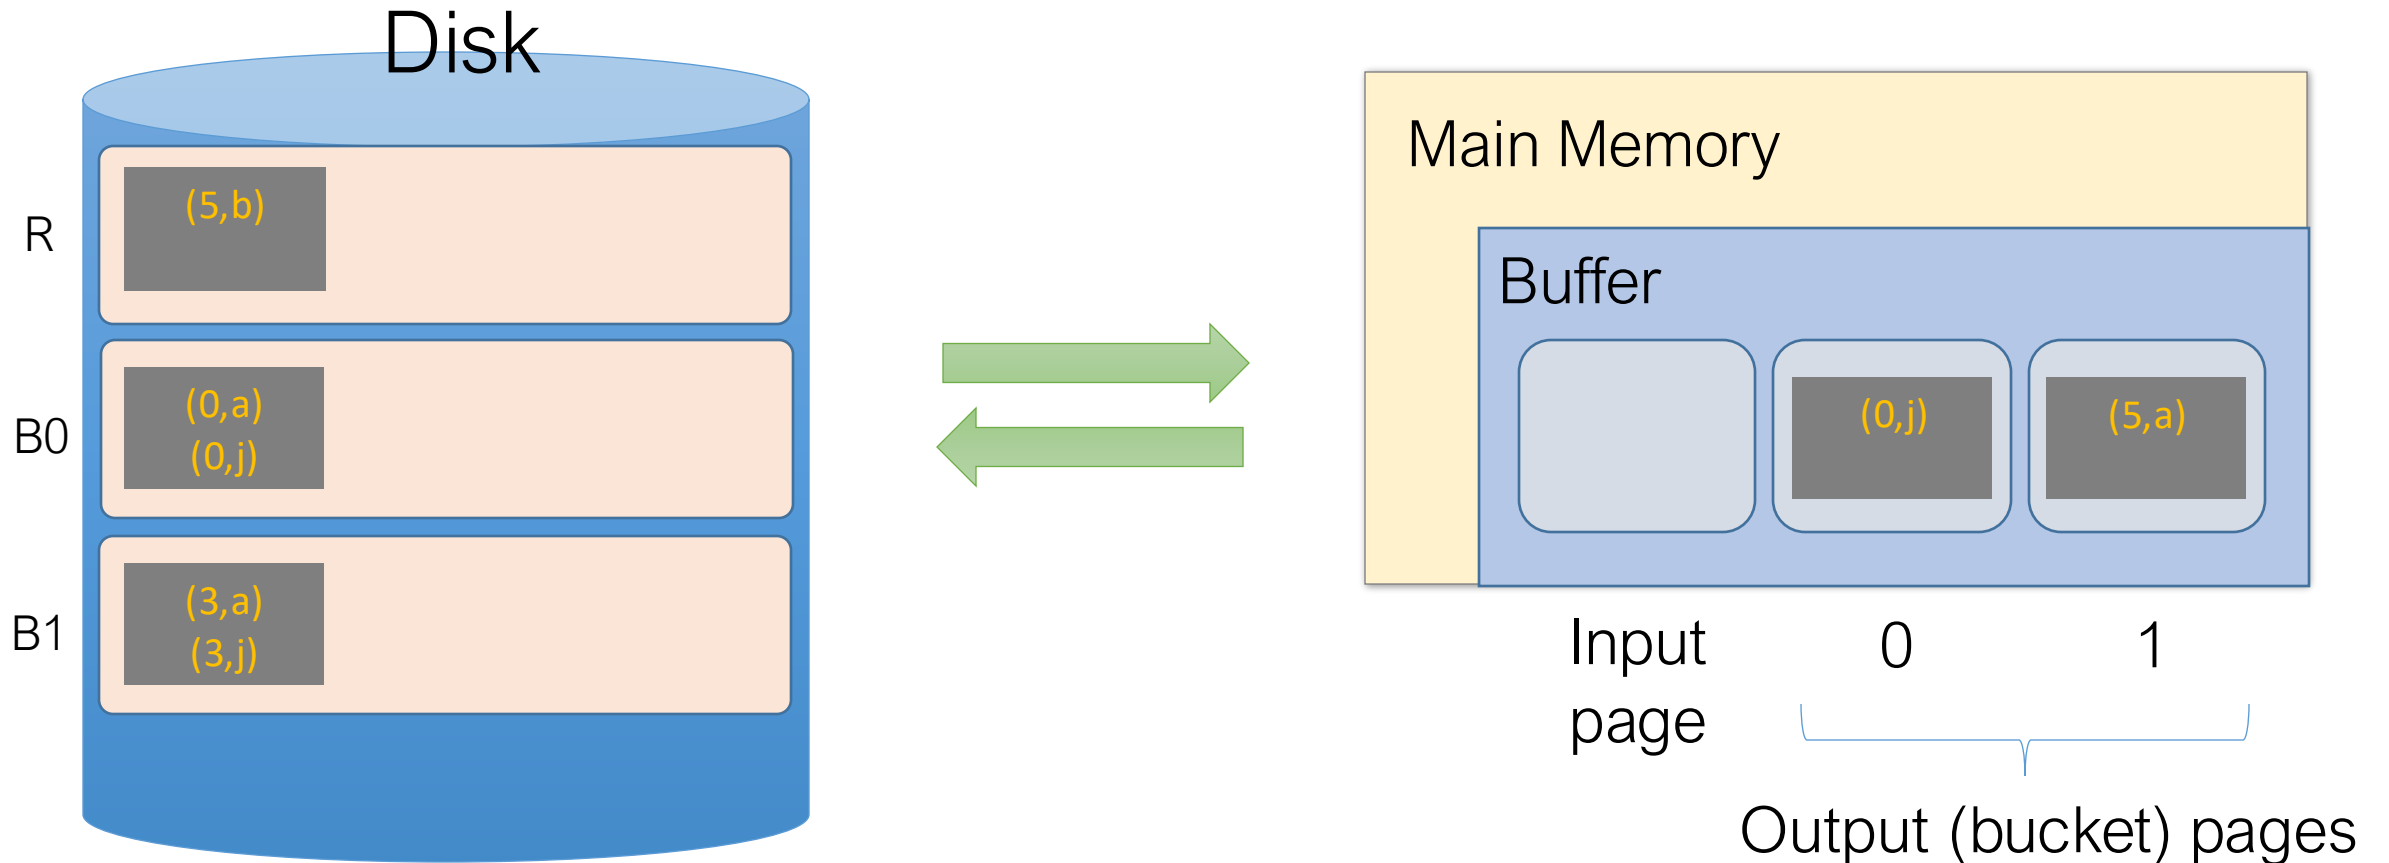 Disk
R
(5,b)
B0
(0,a)
(0,j)
B1
(3,a)
(3,j)
Main Memory
Buffer
(0,j)
(5,a)
Input
page
0
1
Output (bucket) pages